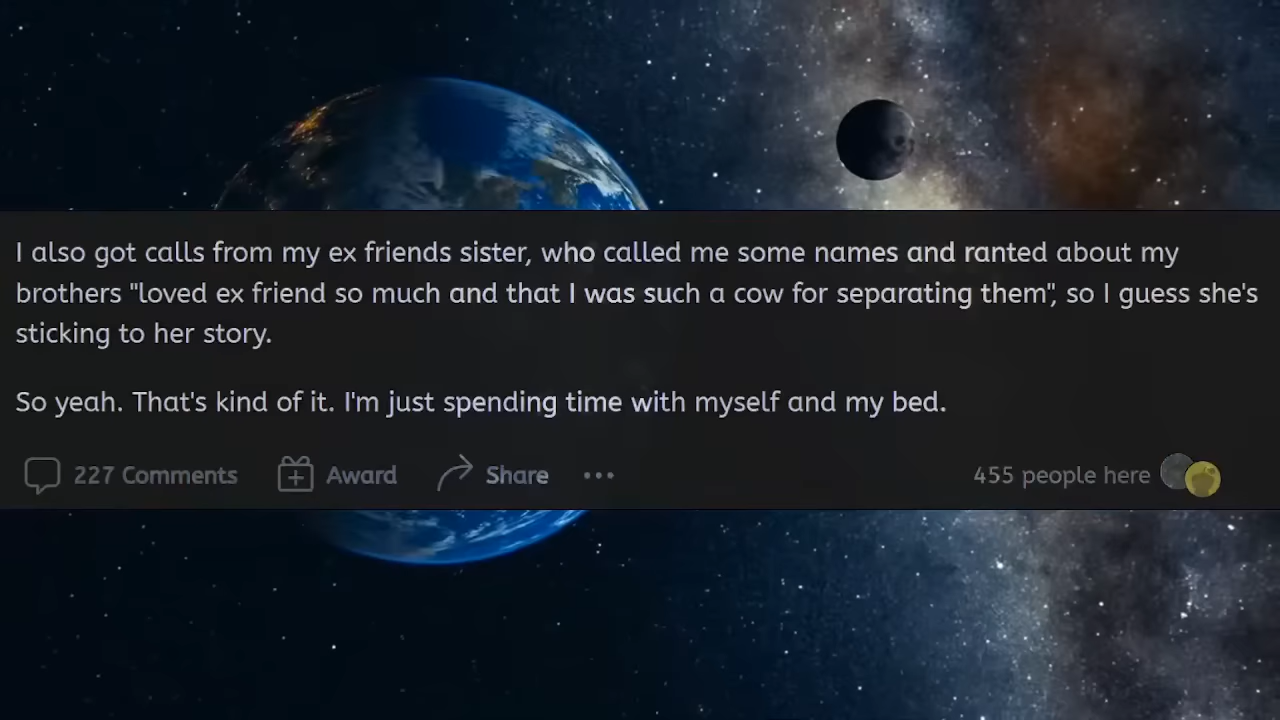 I also got calls from my ex friends sister, who called me some names and ranted about my
brothers "loved ex friend so much and that I was such a cow for separating them", so I guess she's
sticking to her story.
So yeah. That's kind of it. I'm just spending time with myself and my bed.
227 Comments Award Share ••• 455 people here